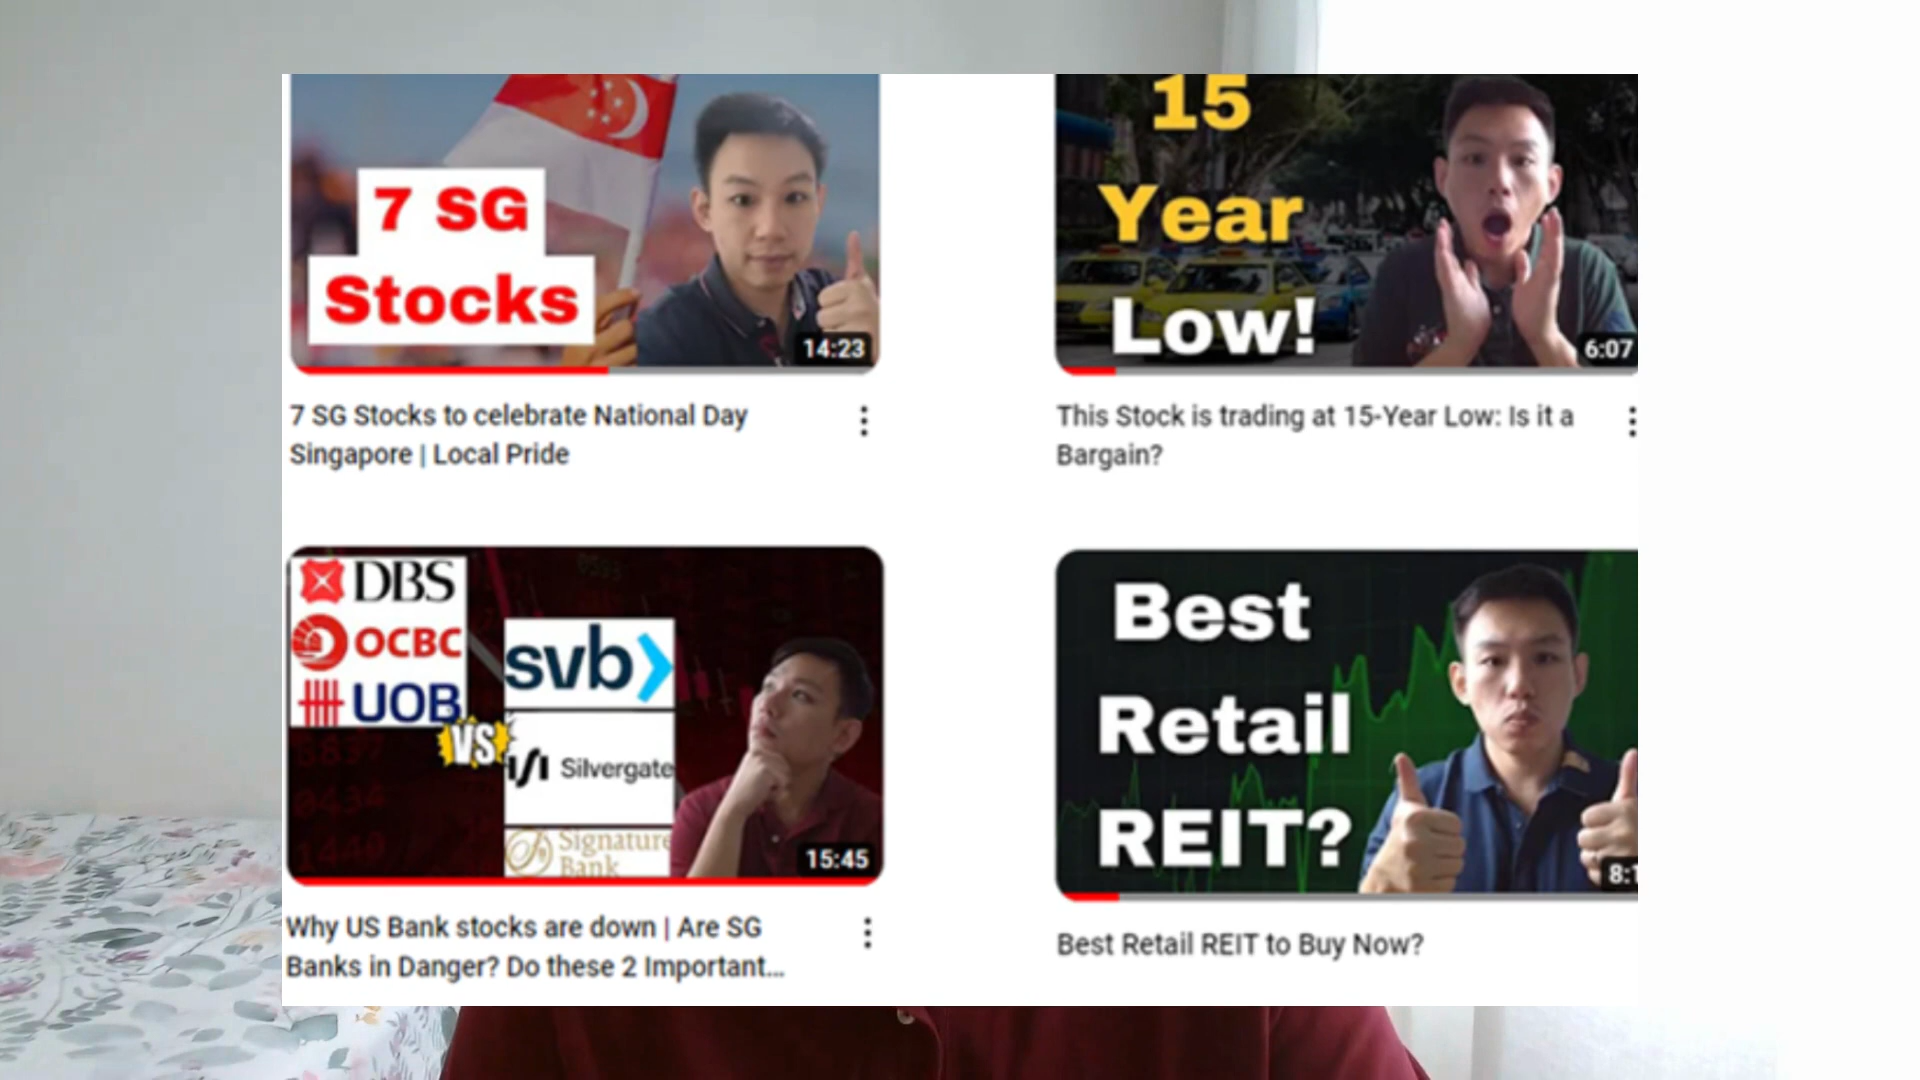 7 SG
Stocks
14:23
7 SG Stocks to celebrate National Day
Singapore | Local Pride
15
Year
Low!
6:07
This Stock is trading at 15-Year Low: Is it a
Bargain?
DBS
OCBC
UOB
VS
svb
Silvergate
Signature
Bank
15:45
Why US Bank stocks are down | Are SG
Banks in Danger? Do these 2 Important...
Best
Retail
REIT?
Best Retail REIT to Buy Now?